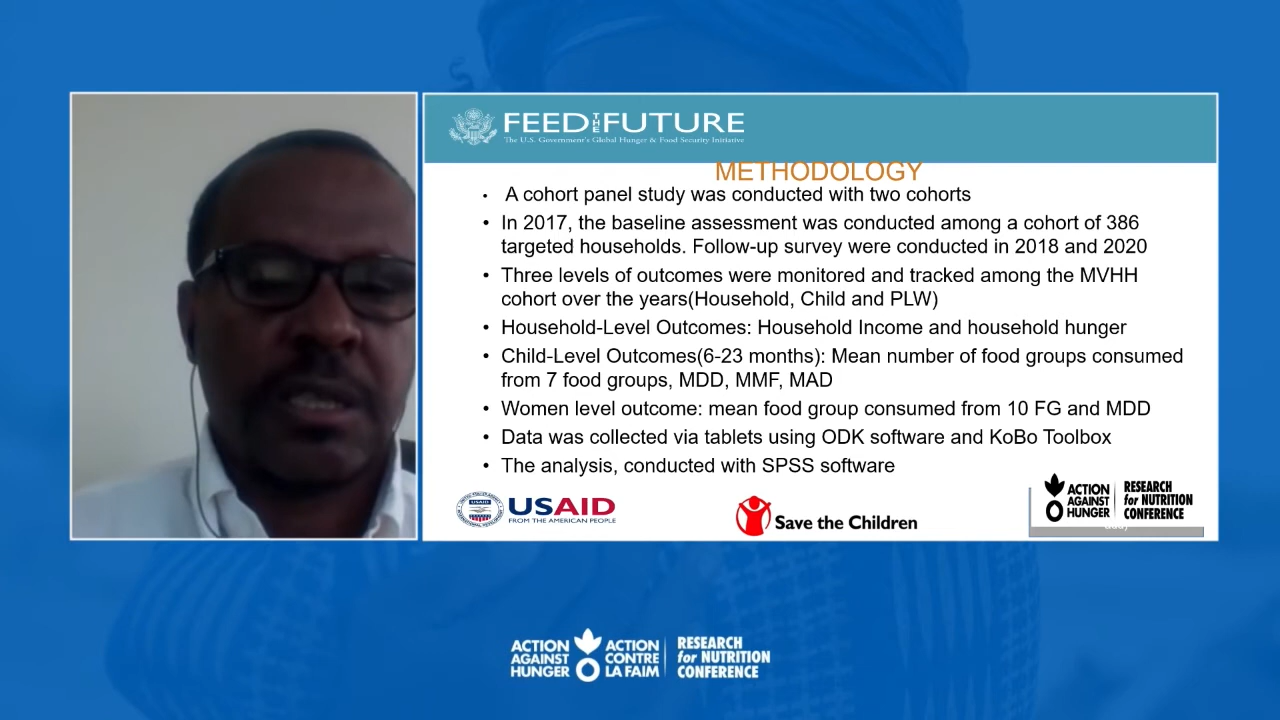 FEED THE FUTURE
The U.S. Government's Global Hunger & Food Security Initiative
METHODOLOGY
• A cohort panel study was conducted with two cohorts
• In 2017, the baseline assessment was conducted among a cohort of 386
targeted households. Follow-up survey were conducted in 2018 and 2020
• Three levels of outcomes were monitored and tracked among the MVHH
cohort over the years(Household, Child and PLW)
• Household-Level Outcomes: Household Income and household hunger
• Child-Level Outcomes(6-23 months): Mean number of food groups consumed
from 7 food groups, MDD, MMF, MAD
• Women level outcome: mean food group consumed from 10 FG and MDD
• Data was collected via tablets using ODK software and KoBo Toolbox
• The analysis, conducted with SPSS software
USAID
USAID
FROM THE AMERICAN PEOPLE
Save the Children
ACTION
AGAINST
HUNGER
RESEARCH
for NUTRITION
CONFERENCE
ACTION
AGAINST
HUNGER
ACTION
CONTRE
LA FAIM
RESEARCH
for NUTRITION
CONFERENCE